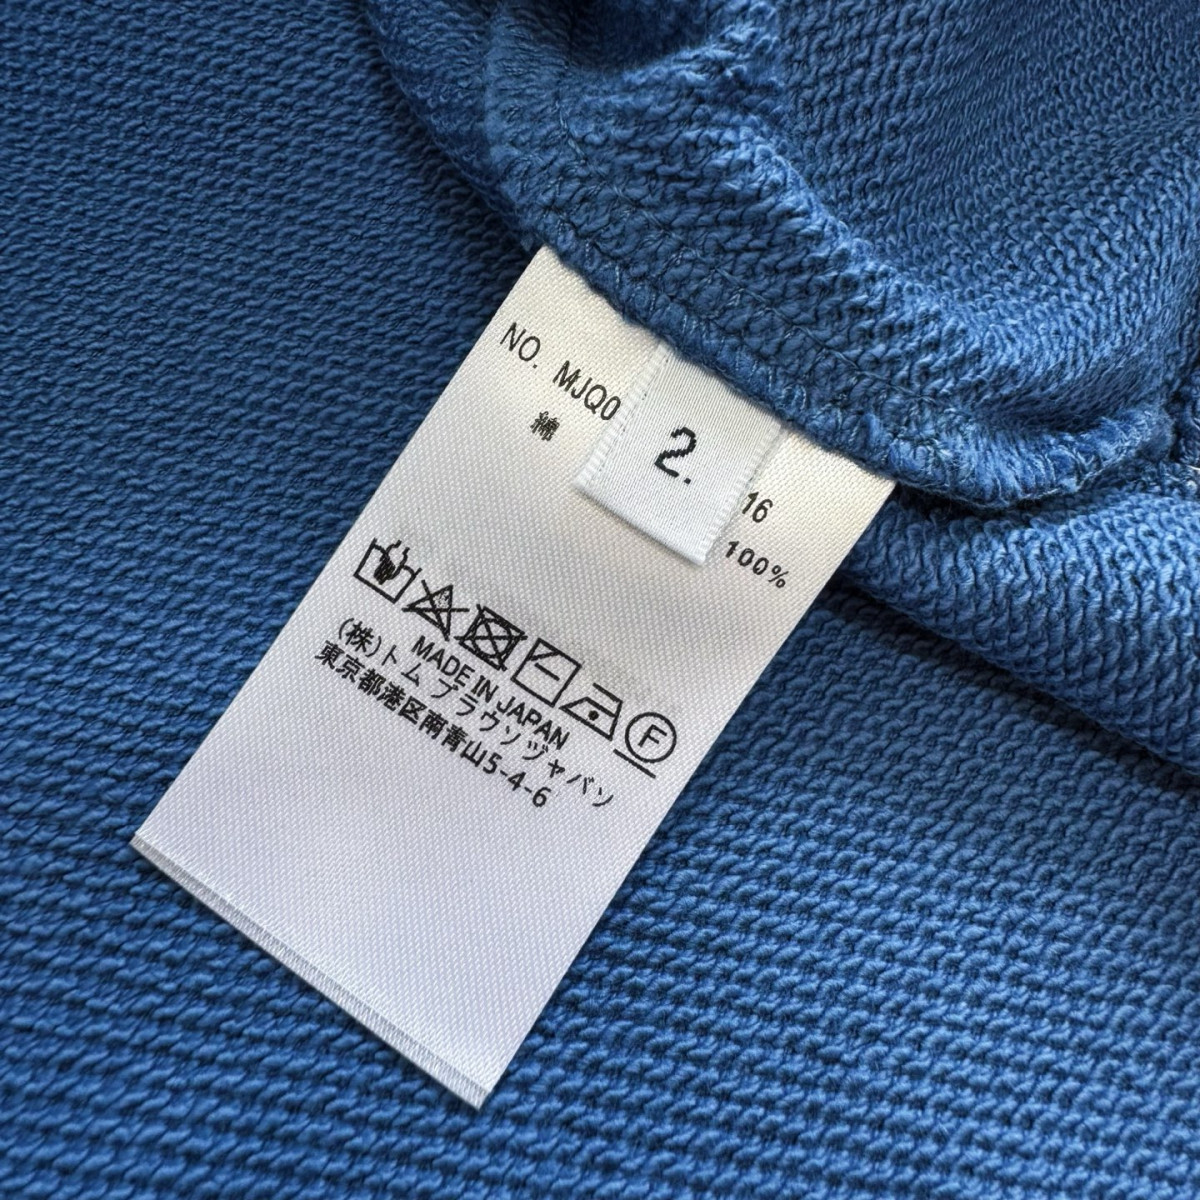 NO. MJQ0
2.
16
綿
100%
F
MADE IN JAPAN
(株)トム ブラウンヂャパン
東京都港区南青山5-4-6